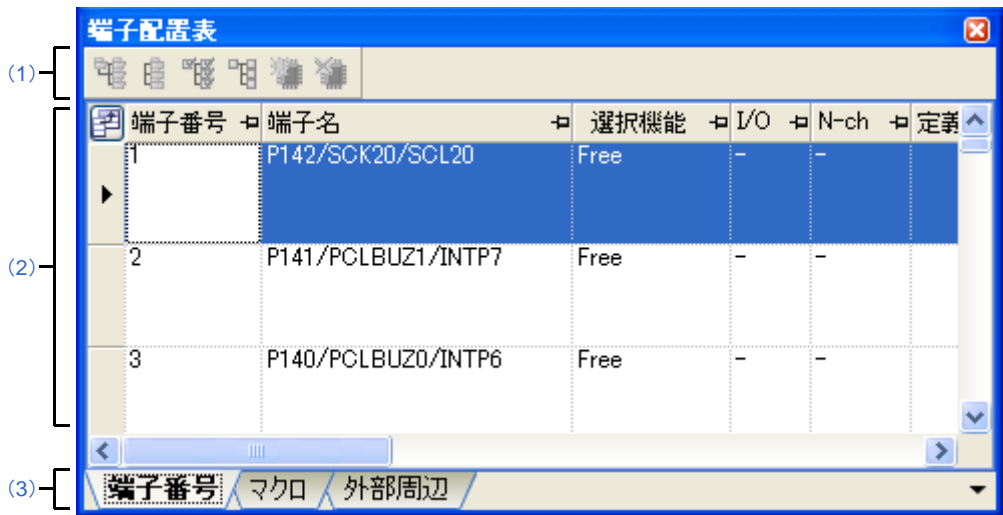 端子配置表
(1)
(2)
端子番号 端子名 選択機能 I/O N-ch 定義
1 P142/SCK20/SCL20 Free - -
2 P141/PCLBUZ1/INTP7 Free - -
3 P140/PCLBUZ0/INTP6 Free - -
(3)
端子番号 マクロ 外部周辺